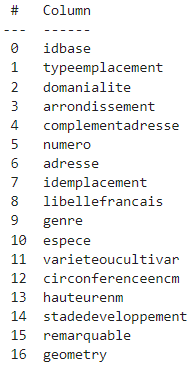 #   Column
---  ------
0   idbase
1   typeemplacement
2   domanialite
3   arrondissement
4   complementadresse
5   numero
6   adresse
7   idemplacement
8   libellefrancais
9   genre
10  espece
11  varieteoucultivar
12  circonferenceencm
13  hauteurenm
14  stadedeveloppement
15  remarquable
16  geometry